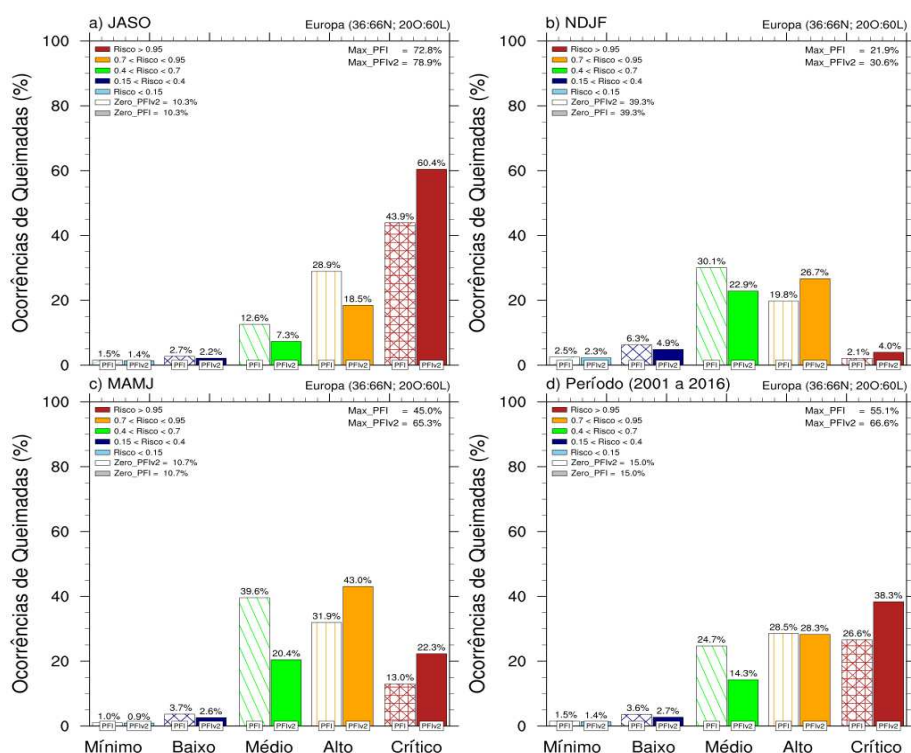 a) JASO Europa (36:66N; 20O:60L)
Ocorrências de Queimadas (%)
100
80
60
40
20
0
Risco > 0.95
0.7 < Risco < 0.95
0.4 < Risco < 0.7
0.15 < Risco < 0.4
Risco < 0.15
Zero_PFIv2 = 10.3%
Zero_PFI = 10.3%
Max_PFI = 72.8%
Max_PFIv2 = 78.9%
1.5% 1.4% 2.7% 2.2% 12.6% 7.3% 28.9% 18.5% 43.9% 60.4%
PFI PFIv2 PFI PFIv2 PFI PFIv2 PFI PFIv2 PFI PFIv2
b) NDJF Europa (36:66N; 20O:60L)
Ocorrências de Queimadas (%)
100
80
60
40
20
0
Risco > 0.95
0.7 < Risco < 0.95
0.4 < Risco < 0.7
0.15 < Risco < 0.4
Risco < 0.15
Zero_PFIv2 = 39.3%
Zero_PFI = 39.3%
Max_PFI = 21.9%
Max_PFIv2 = 30.6%
2.5% 2.3% 6.3% 4.9% 30.1% 22.9% 19.8% 26.7% 2.1% 4.0%
PFI PFIv2 PFI PFIv2 PFI PFIv2 PFI PFIv2 PFI PFIv2
c) MAMJ Europa (36:66N; 20O:60L)
Ocorrências de Queimadas (%)
100
80
60
40
20
0
Risco > 0.95
0.7 < Risco < 0.95
0.4 < Risco < 0.7
0.15 < Risco < 0.4
Risco < 0.15
Zero_PFIv2 = 10.7%
Zero_PFI = 10.7%
Max_PFI = 45.0%
Max_PFIv2 = 65.3%
1.0% 0.9% 3.7% 2.6% 39.6% 20.4% 31.9% 43.0% 13.0% 22.3%
PFI PFIv2 PFI PFIv2 PFI PFIv2 PFI PFIv2 PFI PFIv2
Mínimo Baixo Médio Alto Crítico
d) Período (2001 a 2016) Europa (36:66N; 20O:60L)
Ocorrências de Queimadas (%)
100
80
60
40
20
0
Risco > 0.95
0.7 < Risco < 0.95
0.4 < Risco < 0.7
0.15 < Risco < 0.4
Risco < 0.15
Zero_PFIv2 = 15.0%
Zero_PFI = 15.0%
Max_PFI = 55.1%
Max_PFIv2 = 66.6%
1.5% 1.4% 3.6% 2.7% 24.7% 14.3% 28.5% 28.3% 26.6% 38.3%
PFI PFIv2 PFI PFIv2 PFI PFIv2 PFI PFIv2 PFI PFIv2
Mínimo Baixo Médio Alto Crítico